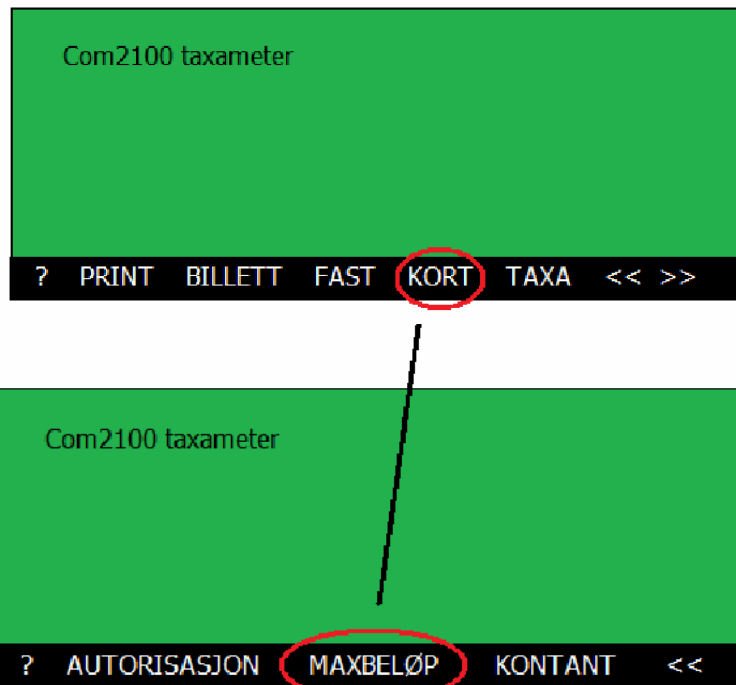 Com2100 taxameter
? PRINT BILLETT FAST KORT TAXA << >>
Com2100 taxameter
? AUTORISASJON MAXBELØP KONTANT <<